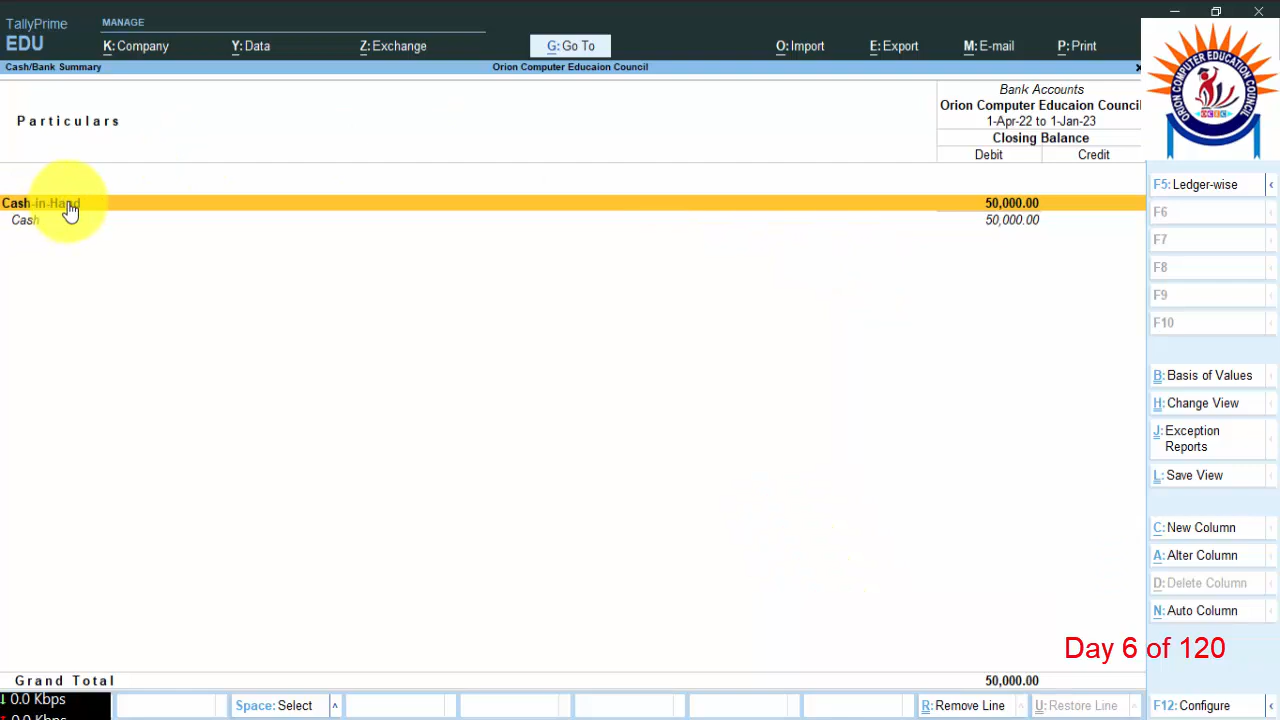 TallyPrime
EDU
MANAGE
K: Company
Y: Data
Z: Exchange
G: Go To
O: Import
E: Export
M: E-mail
P: Print
Cash/Bank Summary
Orion Computer Educaion Council
Particulars
Bank Accounts
Orion Computer Educaion Council
1-Apr-22 to 1-Jan-23
Closing Balance
Debit Credit
Cash-in-Hand 50,000.00
Cash 50,000.00
Grand Total 50,000.00
ORION COMPUTER EDUCATION COUNCIL
F5: Ledger-wise
F6
F7
F8
F9
F10
B: Basis of Values
H: Change View
J: Exception
Reports
L: Save View
C: New Column
A: Alter Column
D: Delete Column
N: Auto Column
Day 6 of 120
0.0 Kbps
Space: Select
R: Remove Line
U: Restore Line
F12: Configure